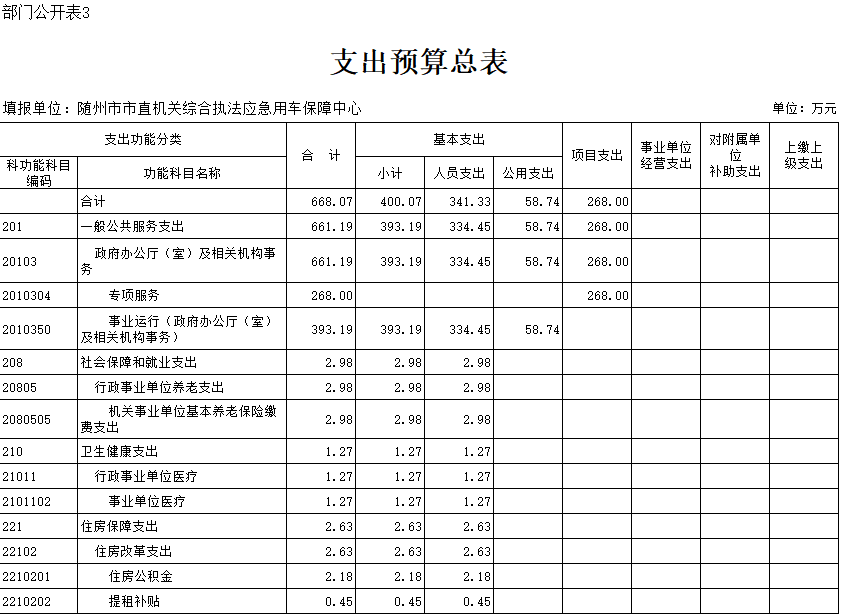 部门公开表3
支出预算总表
填报单位：随州市市直机关综合执法应急用车保障中心 单位：万元
支出功能分类 合 计 基本支出 项目支出 事业单位经营支出 对附属单位补助支出 上缴上级支出
科功能科目编码 功能科目名称 小计 人员支出 公用支出
合计 668.07 400.07 341.33 58.74 268.00
201 一般公共服务支出 661.19 393.19 334.45 58.74 268.00
20103 政府办公厅（室）及相关机构事务 661.19 393.19 334.45 58.74 268.00
2010304 专项服务 268.00 268.00
2010350 事业运行（政府办公厅（室）及相关机构事务） 393.19 393.19 334.45 58.74
208 社会保障和就业支出 2.98 2.98 2.98
20805 行政事业单位养老支出 2.98 2.98 2.98
2080505 机关事业单位基本养老保险缴费支出 2.98 2.98 2.98
210 卫生健康支出 1.27 1.27 1.27
21011 行政事业单位医疗 1.27 1.27 1.27
2101102 事业单位医疗 1.27 1.27 1.27
221 住房保障支出 2.63 2.63 2.63
22102 住房改革支出 2.63 2.63 2.63
2210201 住房公积金 2.18 2.18 2.18
2210202 提租补贴 0.45 0.45 0.45